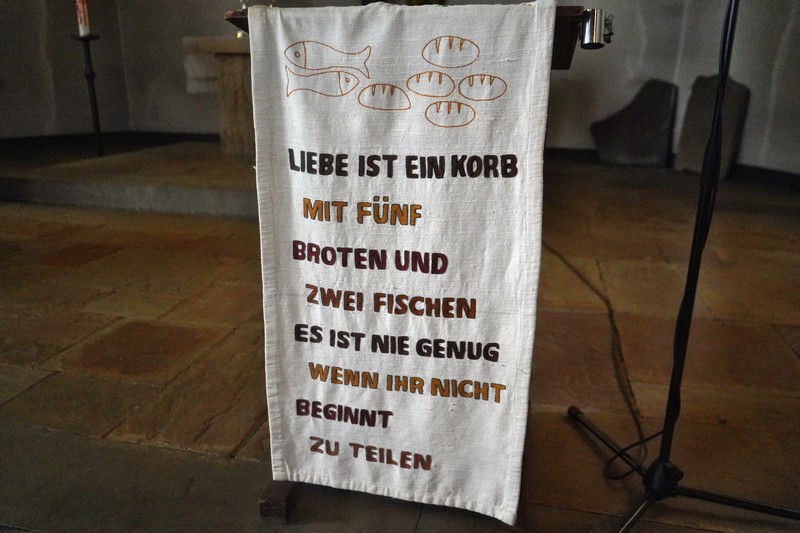 LIEBE IST EIN KORB
MIT FÜNF
BROTEN UND
ZWEI FISCHEN
ES IST NIE GENUG
WENN IHR NICHT
BEGINNT
ZU TEILEN